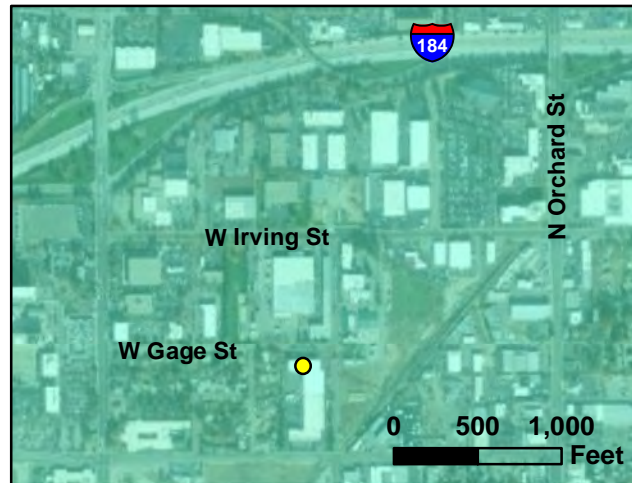 184
N Orchard St
W Irving St
W Gage St
0 500 1,000
Feet